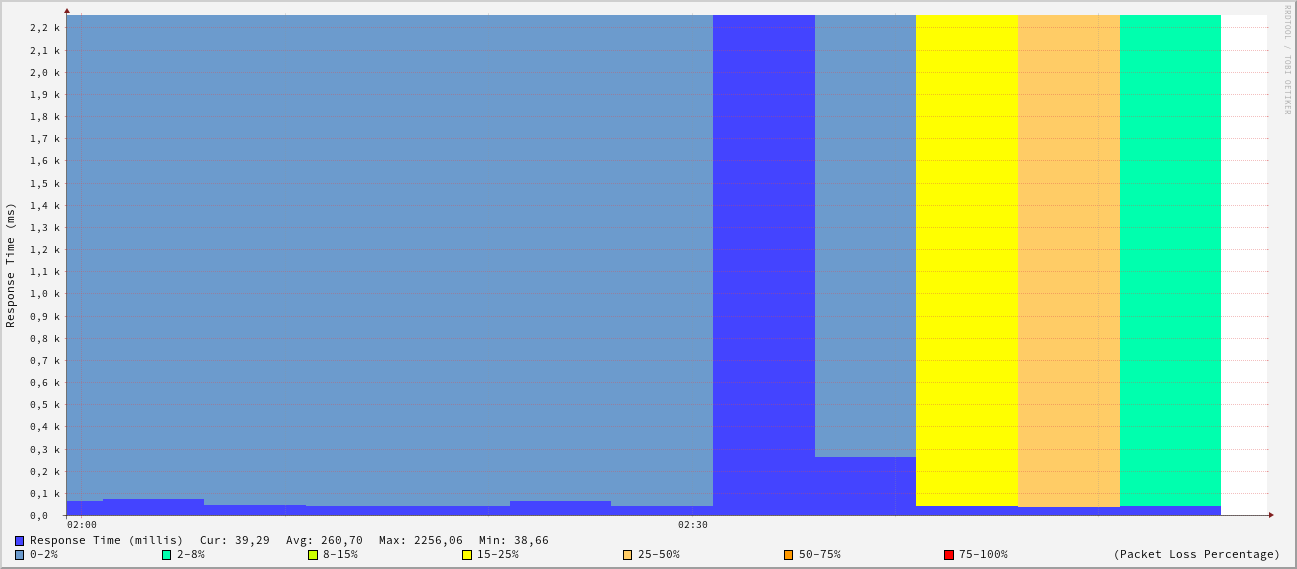 RRDTOOL / TOBI OETIKER
Response Time (ms)
2,2 k
2,1 k
2,0 k
1,9 k
1,8 k
1,7 k
1,6 k
1,5 k
1,4 k
1,3 k
1,2 k
1,1 k
1,0 k
0,9 k
0,8 k
0,7 k
0,6 k
0,5 k
0,4 k
0,3 k
0,2 k
0,1 k
0,0
02:00 02:30
Response Time (millis) Cur: 39,29 Avg: 260,70 Max: 2256,06 Min: 38,66
0-2% 2-8% 8-15% 15-25% 25-50% 50-75% 75-100% (Packet Loss Percentage)